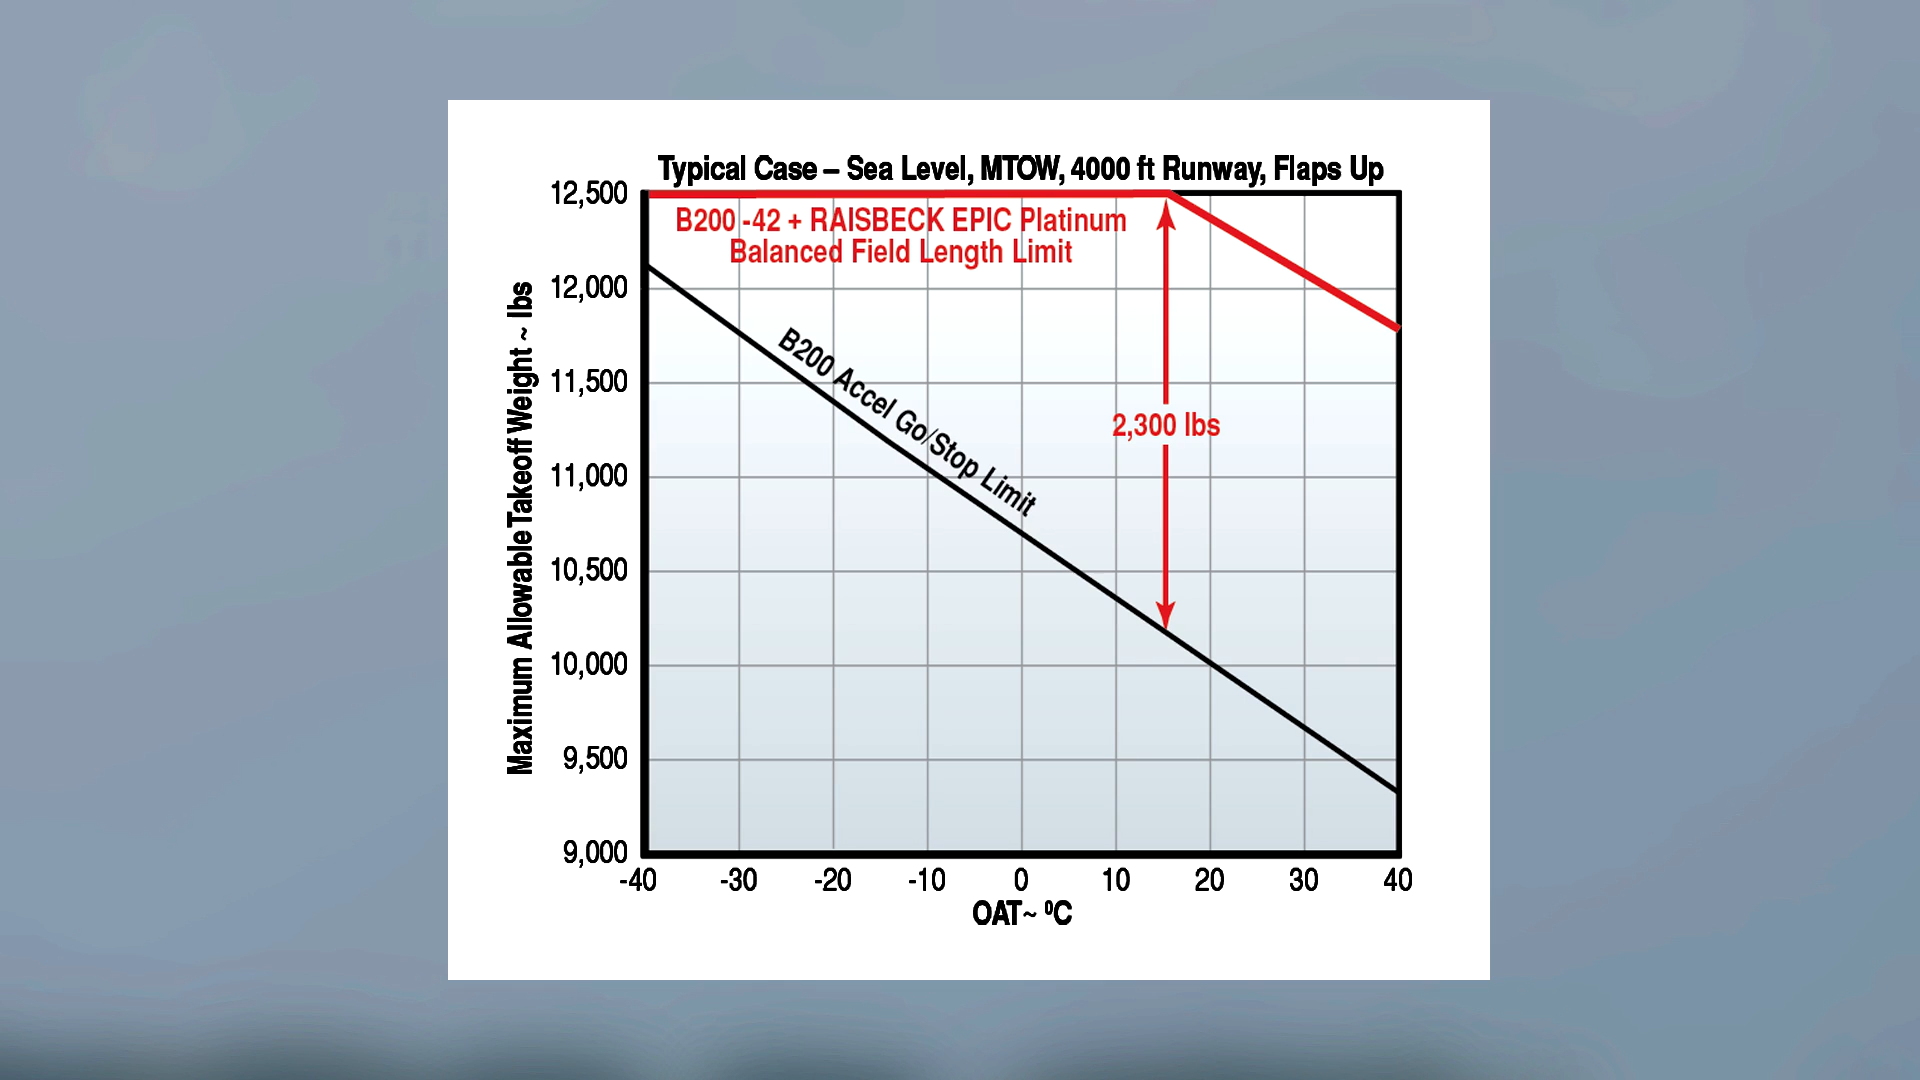 Typical Case – Sea Level, MTOW, 4000 ft Runway, Flaps Up
12,500
B200 -42 + RAISBECK EPIC Platinum
Balanced Field Length Limit
12,000
11,500
11,000
10,500
10,000
9,500
9,000
Maximum Allowable Takeoff Weight ~ lbs
B200 Accel Go/Stop Limit
2,300 lbs
-40 -30 -20 -10 0 10 20 30 40
OAT~ ⁰C